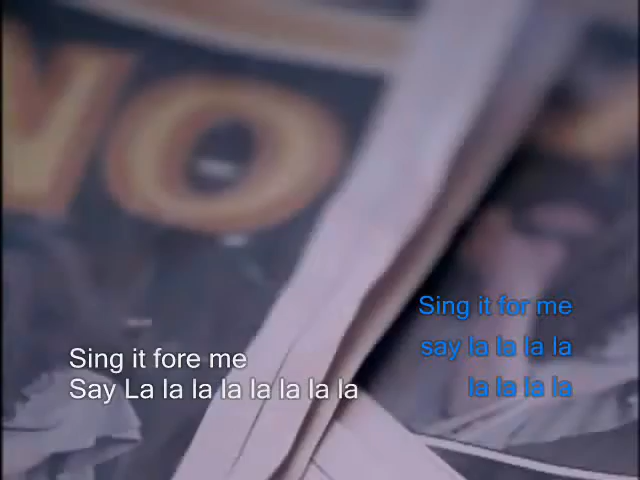 NO
Sing it for me
say la la la la
la la la la
Sing it fore me
Say La la la la la la la la